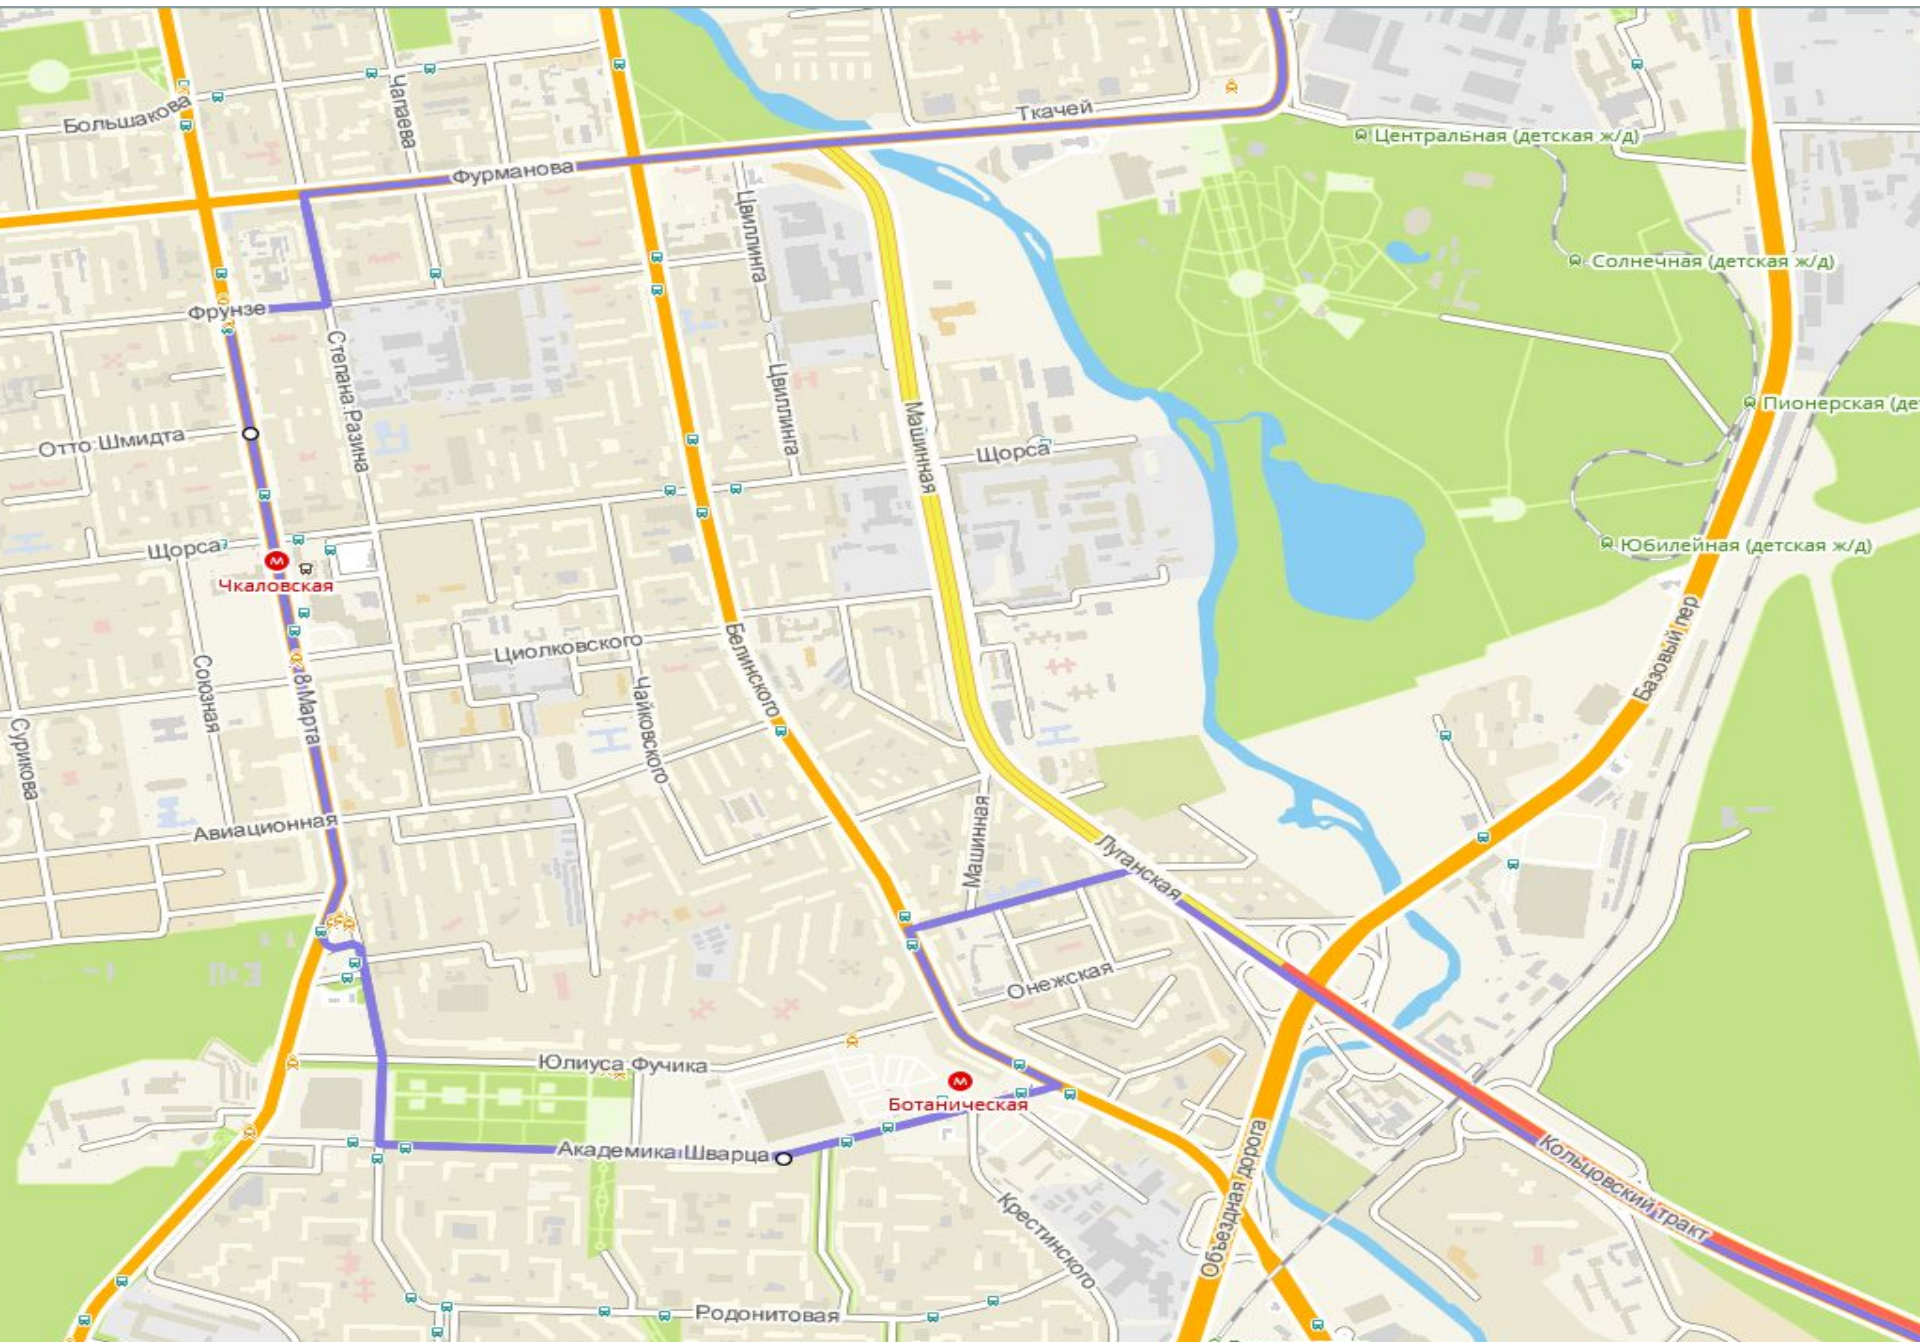 Большакова
Чапаева
Ткачей
Центральная (детская ж/д)
Фурманова
Цвиллинга
Солнечная (детская ж/д)
Фрунзе
Степана Разина
Цвиллинга
Пионерская (де
Машинная
Отто Шмидта
Щорса
Щорса
Юбилейная (детская ж/д)
М
Чкаловская
Базовый пер
Циолковского
Белинского
Союзная
8 Марта
Чайковского
Сурикова
Авиационная
Машинная
Луганская
Онежская
Юлиуса Фучика
М
Ботаническая
Академика Шварца
Кольцовский тракт
Объездная дорога
Крестинского
Родонитовая